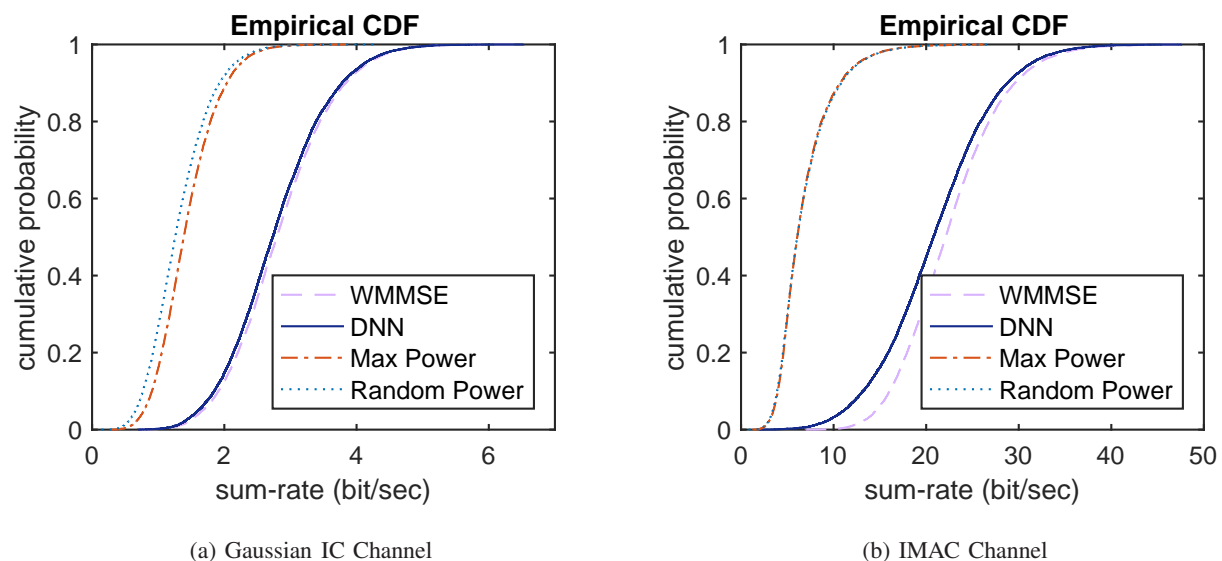 Empirical CDF
1
0.8
0.6
0.4
0.2
0
cumulative probability
WMMSE
DNN
Max Power
Random Power
0 2 4 6
sum-rate (bit/sec)
(a) Gaussian IC Channel
Empirical CDF
1
0.8
0.6
0.4
0.2
0
cumulative probability
WMMSE
DNN
Max Power
Random Power
0 10 20 30 40 50
sum-rate (bit/sec)
(b) IMAC Channel